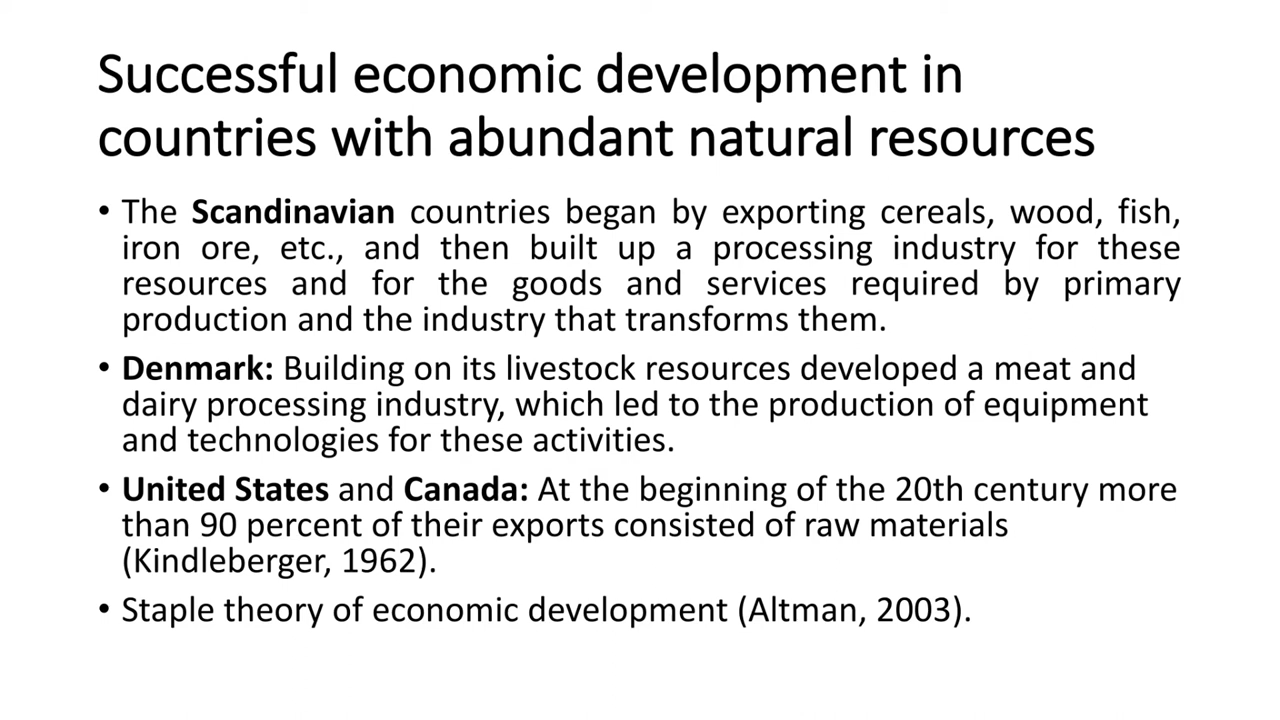 Successful economic development in
countries with abundant natural resources
• The Scandinavian countries began by exporting cereals, wood, fish,
iron ore, etc., and then built up a processing industry for these
resources and for the goods and services required by primary
production and the industry that transforms them.
• Denmark: Building on its livestock resources developed a meat and
dairy processing industry, which led to the production of equipment
and technologies for these activities.
• United States and Canada: At the beginning of the 20th century more
than 90 percent of their exports consisted of raw materials
(Kindleberger, 1962).
• Staple theory of economic development (Altman, 2003).